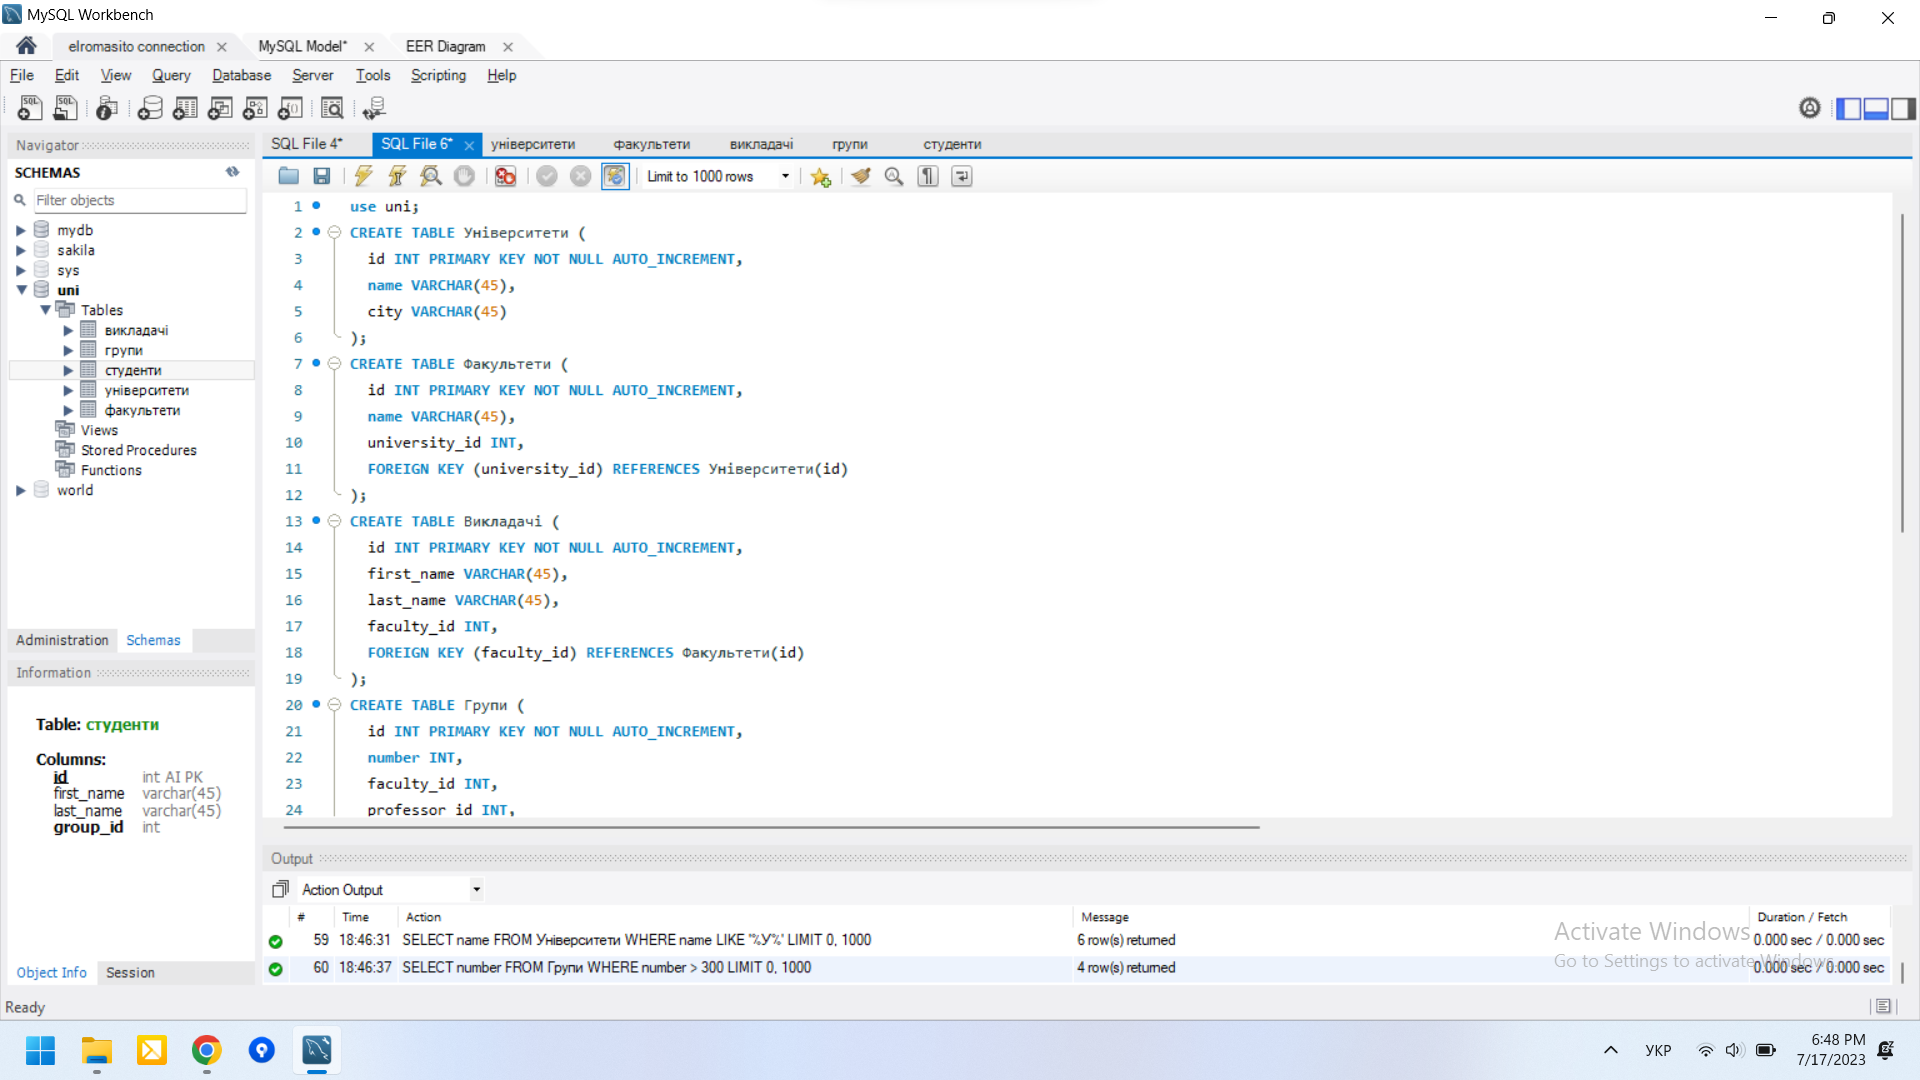 MySQL Workbench
elromasito connection MySQL Model* EER Diagram
File Edit View Query Database Server Tools Scripting Help
Navigator
SCHEMAS
Filter objects
mydb
sakila
sys
uni
Tables
викладачі
групи
студенти
університети
факультети
Views
Stored Procedures
Functions
world
Administration Schemas
Information
Table: студенти
Columns:
id int AI PK
first_name varchar(45)
last_name varchar(45)
group_id int
Object Info Session
SQL File 4* SQL File 6* університети факультети викладачі групи студенти
Limit to 1000 rows
1 use uni;
2 CREATE TABLE Університети (
3 id INT PRIMARY KEY NOT NULL AUTO_INCREMENT,
4 name VARCHAR(45),
5 city VARCHAR(45)
6 );
7 CREATE TABLE Факультети (
8 id INT PRIMARY KEY NOT NULL AUTO_INCREMENT,
9 name VARCHAR(45),
10 university_id INT,
11 FOREIGN KEY (university_id) REFERENCES Університети(id)
12 );
13 CREATE TABLE Викладачі (
14 id INT PRIMARY KEY NOT NULL AUTO_INCREMENT,
15 first_name VARCHAR(45),
16 last_name VARCHAR(45),
17 faculty_id INT,
18 FOREIGN KEY (faculty_id) REFERENCES Факультети(id)
19 );
20 CREATE TABLE Групи (
21 id INT PRIMARY KEY NOT NULL AUTO_INCREMENT,
22 number INT,
23 faculty_id INT,
24 professor_id INT,
Output
Action Output
# Time Action Message Duration / Fetch
59 18:46:31 SELECT name FROM Університети WHERE name LIKE '%У%' LIMIT 0, 1000 6 row(s) returned 0.000 sec / 0.000 sec
60 18:46:37 SELECT number FROM Групи WHERE number > 300 LIMIT 0, 1000 4 row(s) returned 0.000 sec / 0.000 sec
Activate Windows
Go to Settings to activate Windows.
Ready
УКР
6:48 PM
7/17/2023